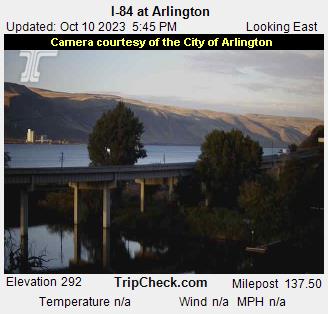 I-84 at Arlington
Updated: Oct 10 2023 5:45 PM Looking East
Camera courtesy of the City of Arlington
Elevation 292 TripCheck.com Milepost 137.50
Temperature n/a Wind n/a MPH n/a